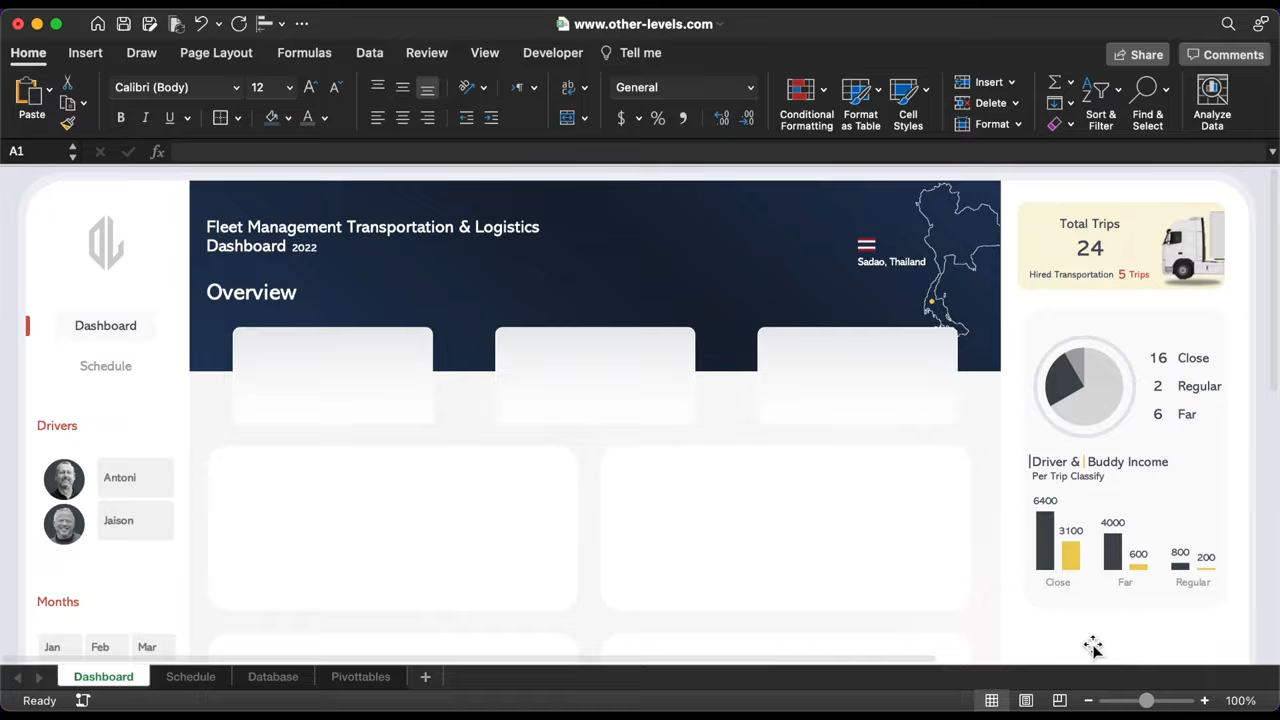 www.other-levels.com
Home Insert Draw Page Layout Formulas Data Review View Developer Tell me
Share Comments
Paste
Calibri (Body) 12
B I U A
General
$ % 9
Conditional Formatting
Format as Table
Cell Styles
Insert
Delete
Format
Sort & Filter
Find & Select
Analyze Data
A1
fx
OL
Dashboard
Schedule
Drivers
Antoni
Jaison
Months
Jan Feb Mar
Fleet Management Transportation & Logistics
Dashboard 2022
Overview
Sadao, Thailand
Total Trips
24
Hired Transportation 5 Trips
16 Close
2 Regular
6 Far
Driver & Buddy Income
Per Trip Classify
6400 3100 4000 600 800 200
Close Far Regular
Dashboard Schedule Database Pivottables +
Ready
100%